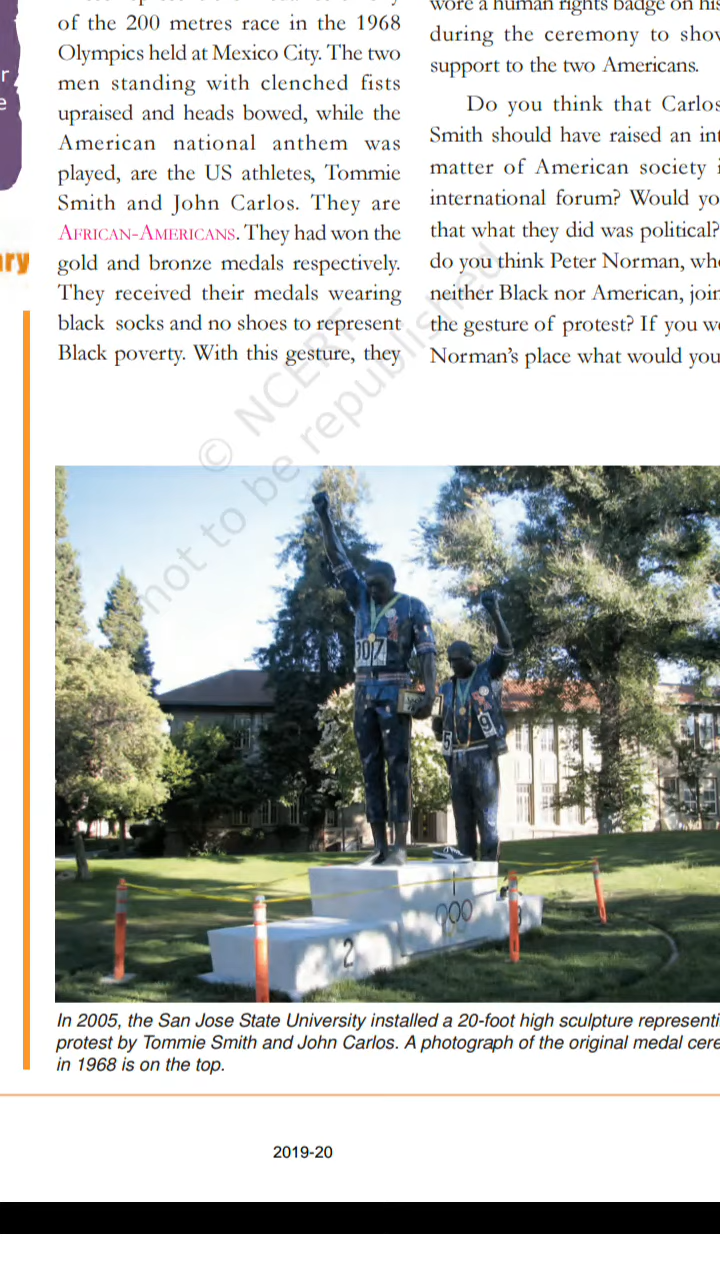 of the 200 metres race in the 1968
Olympics held at Mexico City. The two
men standing with clenched fists
upraised and heads bowed, while the
American national anthem was
played, are the US athletes, Tommie
Smith and John Carlos. They are
AFRICAN-AMERICANS. They had won the
gold and bronze medals respectively.
They received their medals wearing
black socks and no shoes to represent
Black poverty. With this gesture, they
wore a human rights badge on his
during the ceremony to show
support to the two Americans.
Do you think that Carlos
Smith should have raised an int
matter of American society i
international forum? Would yo
that what they did was political?
do you think Peter Norman, who
neither Black nor American, join
the gesture of protest? If you we
Norman's place what would you
© NCERT
not to be republished
307
2
1
3
In 2005, the San Jose State University installed a 20-foot high sculpture representi
protest by Tommie Smith and John Carlos. A photograph of the original medal cere
in 1968 is on the top.
2019-20